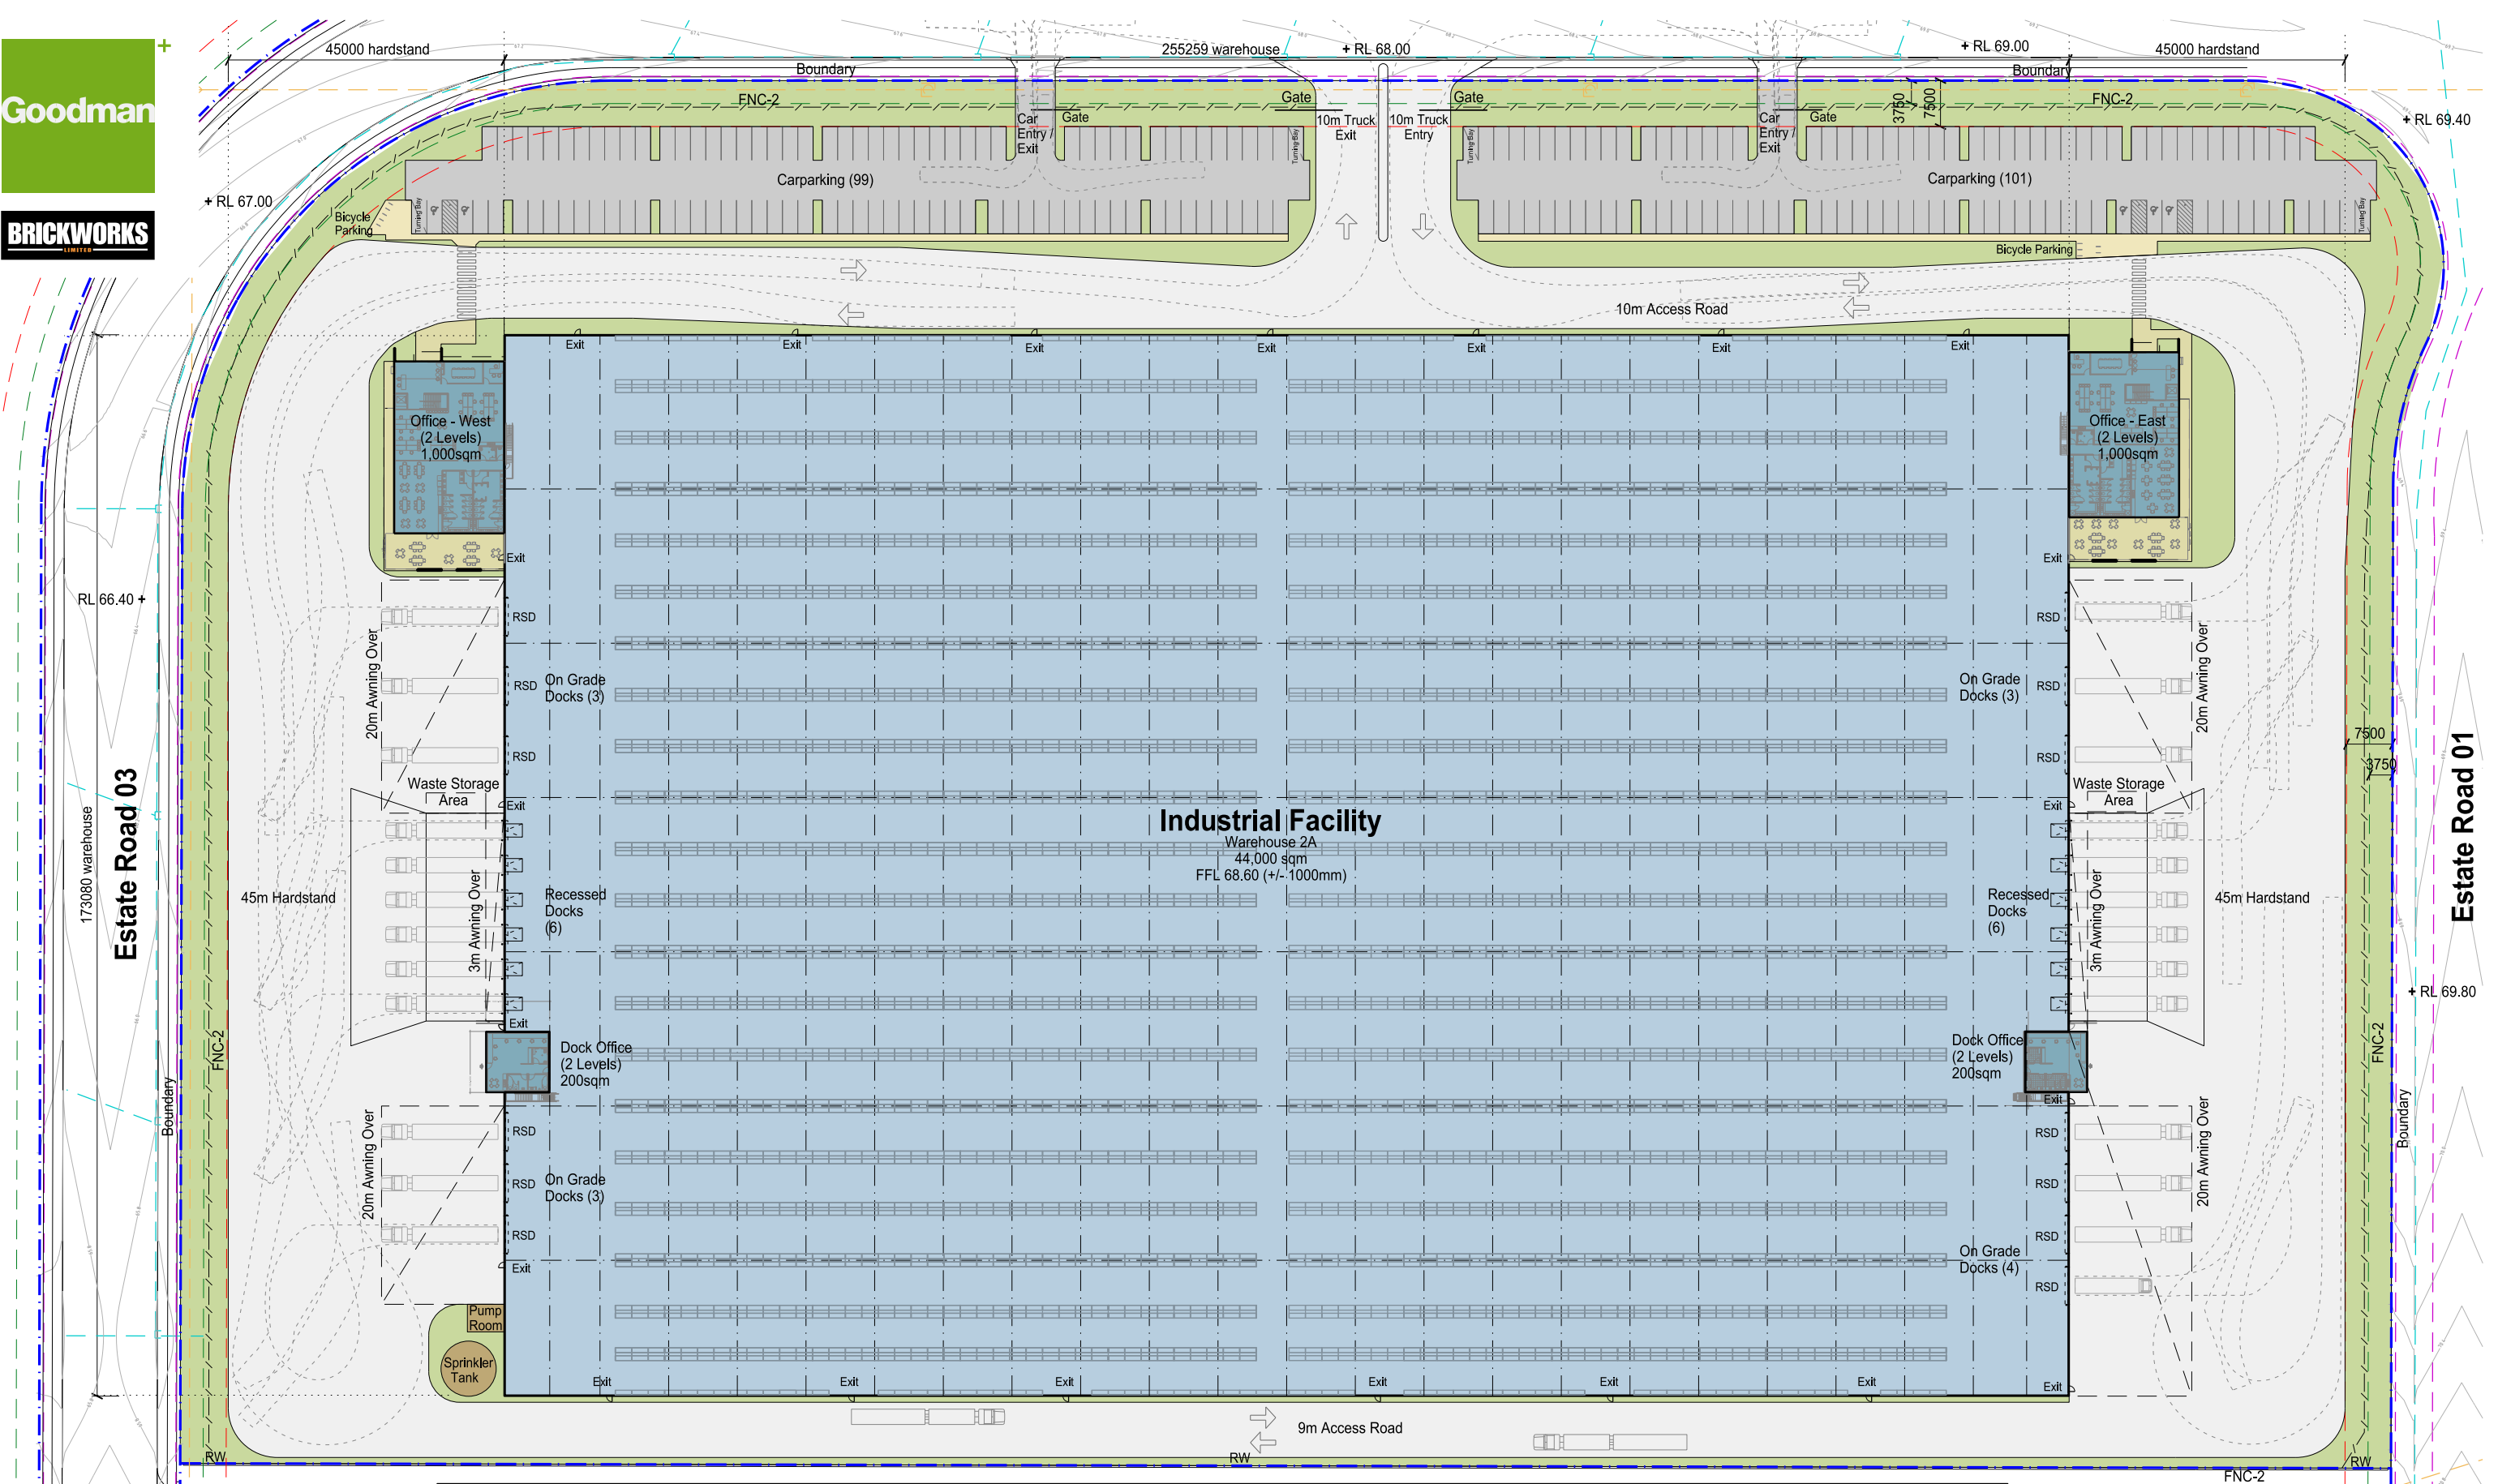 Goodman
BRICKWORKS
LIMITED
45000 hardstand
255259 warehouse
+ RL 68.00
+ RL 69.00
45000 hardstand
Boundary
Boundary
FNC-2
Gate
Gate
FNC-2
3750
7500
Car
Entry /
Exit
Gate
10m Truck
Exit
10m Truck
Entry
Car
Entry /
Exit
Gate
+ RL 69.40
Turning Bay
Turning Bay
Carparking (99)
Carparking (101)
+ RL 67.00
Bicycle
Parking
Turning Bay
Turning Bay
Bicycle Parking
10m Access Road
Exit
Exit
Exit
Exit
Exit
Exit
Exit
Office - West
(2 Levels)
1,000sqm
Office - East
(2 Levels)
1,000sqm
Exit
Exit
RL 66.40 +
RSD
RSD
20m Awning Over
20m Awning Over
RSD
On Grade
Docks (3)
On Grade
Docks (3)
RSD
RSD
RSD
7500
3750
Waste Storage
Area
Waste Storage
Area
Exit
Exit
Estate Road 03
Estate Road 01
173080 warehouse
Industrial Facility
Warehouse 2A
44,000 sqm
FFL 68.60 (+/- 1000mm)
45m Hardstand
3m Awning Over
Recessed
Docks
(6)
Recessed
Docks
(6)
3m Awning Over
45m Hardstand
+ RL 69.80
Exit
FNC-2
FNC-2
Dock Office
(2 Levels)
200sqm
Dock Office
(2 Levels)
200sqm
Exit
Boundary
Boundary
20m Awning Over
20m Awning Over
RSD
RSD
RSD
On Grade
Docks (3)
RSD
RSD
RSD
Exit
On Grade
Docks (4)
RSD
Pump
Room
Sprinkler
Tank
Exit
Exit
Exit
Exit
Exit
Exit
Exit
9m Access Road
RW
RW
RW
FNC-2